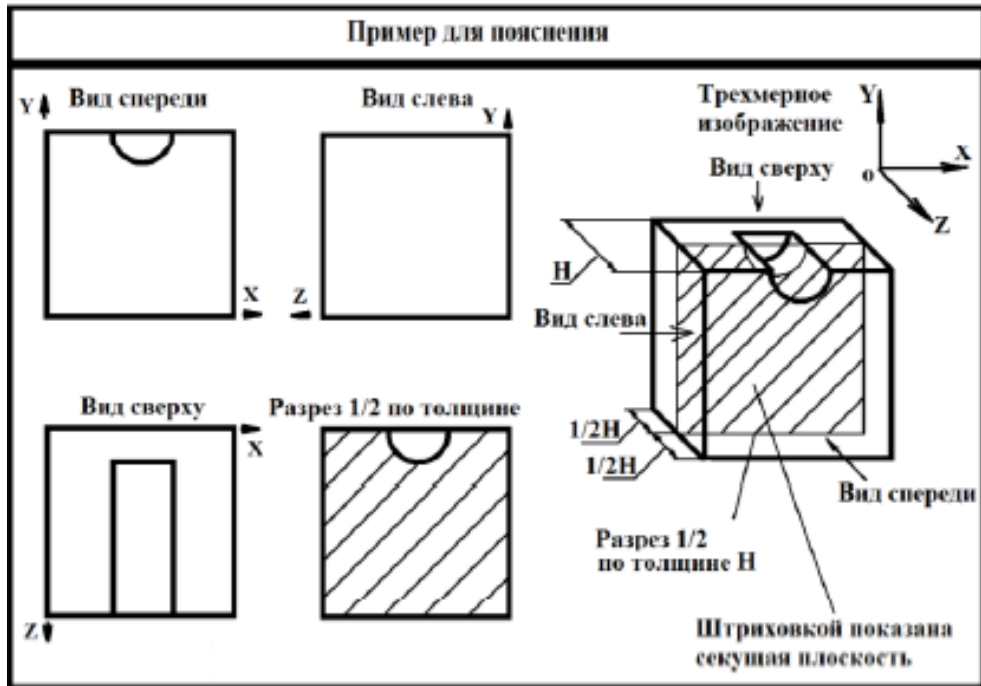 Пример для пояснения
Y
Вид спереди
X
Вид слева
Y
Z
Трехмерное
изображение
Вид сверху
Y
X
o
Z
H
Вид слева
1/2H
1/2H
Вид спереди
Разрез 1/2
по толщине H
Штриховкой показана
секущая плоскость
Вид сверху
X
Z
Разрез 1/2 по толщине